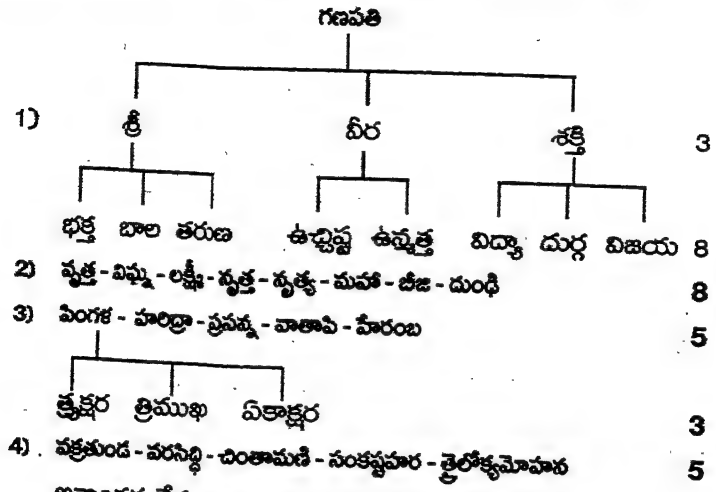 గణపతి
1) శ్రీ వీర శక్తి 3
భక్త బాల తరుణ ఉచ్ఛిష్ట ఉన్మత్త విద్యా దుర్గ విజయ 8
2) వృత్త - విఘ్న - లక్ష్మీ - నృత్త - నృత్య - మహా - బీజ - దుంఢి 8
3) పింగళ - హరిద్రా - ప్రసన్న - వాతాపి - హేరంబ 5
త్ర్యక్షర త్రిముఖ ఏకాక్షర 3
4) వక్రతుండ - వరసిద్ధి - చింతామణి - సంకష్టహర - త్రైలోక్యమోహన 5